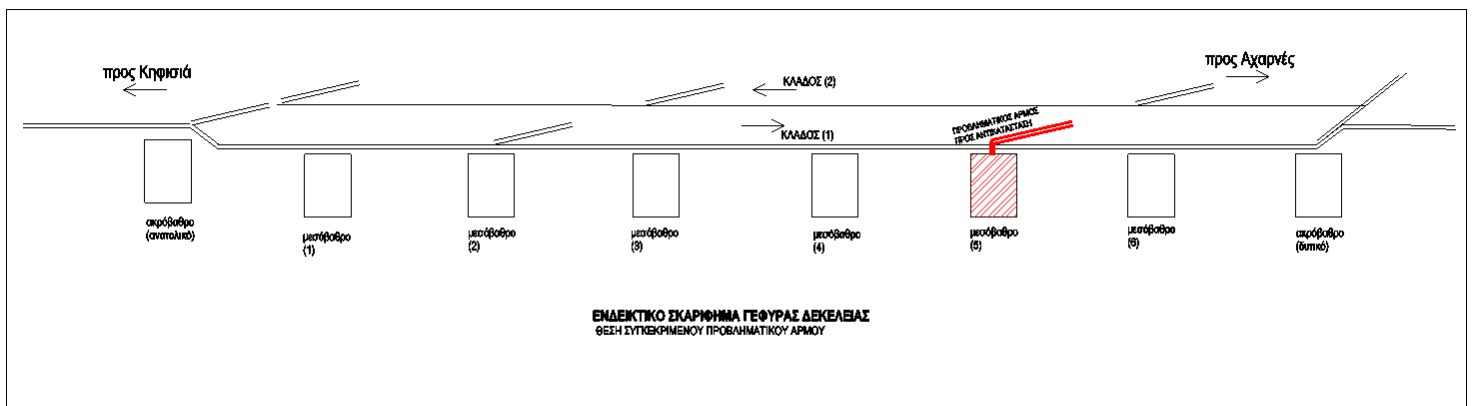 προς Κηφισιά
προς Αχαρνές
ΚΛΑΔΟΣ (2)
ΚΛΑΔΟΣ (1)
ΠΡΟΒΛΗΜΑΤΙΚΟΣ ΑΡΜΟΣ
ΠΡΟΣ ΑΝΤΙΚΑΤΑΣΤΑΣΗ
ακρόβαθρο
(ανατολικό)
μεσόβαθρο
(1)
μεσόβαθρο
(2)
μεσόβαθρο
(3)
μεσόβαθρο
(4)
μεσόβαθρο
(5)
μεσόβαθρο
(6)
ακρόβαθρο
(δυτικό)
ΕΝΔΕΙΚΤΙΚΟ ΣΚΑΡΙΦΗΜΑ ΓΕΦΥΡΑΣ ΔΕΚΕΛΕΙΑΣ
ΘΕΣΗ ΣΥΓΚΕΚΡΙΜΕΝΟΥ ΠΡΟΒΛΗΜΑΤΙΚΟΥ ΑΡΜΟΥ